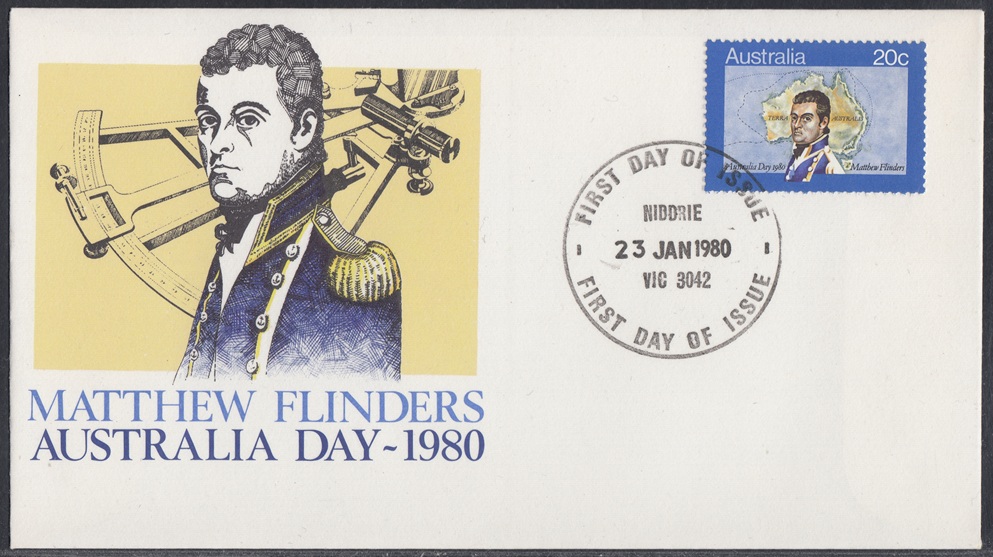 MATTHEW FLINDERS
AUSTRALIA DAY~1980
Australia 20c
TERRA AUSTRALIS
Australia Day 1980 Matthew Flinders
FIRST DAY OF ISSUE
NIDDRIE
23 JAN 1980
VIC 3042
FIRST DAY OF ISSUE